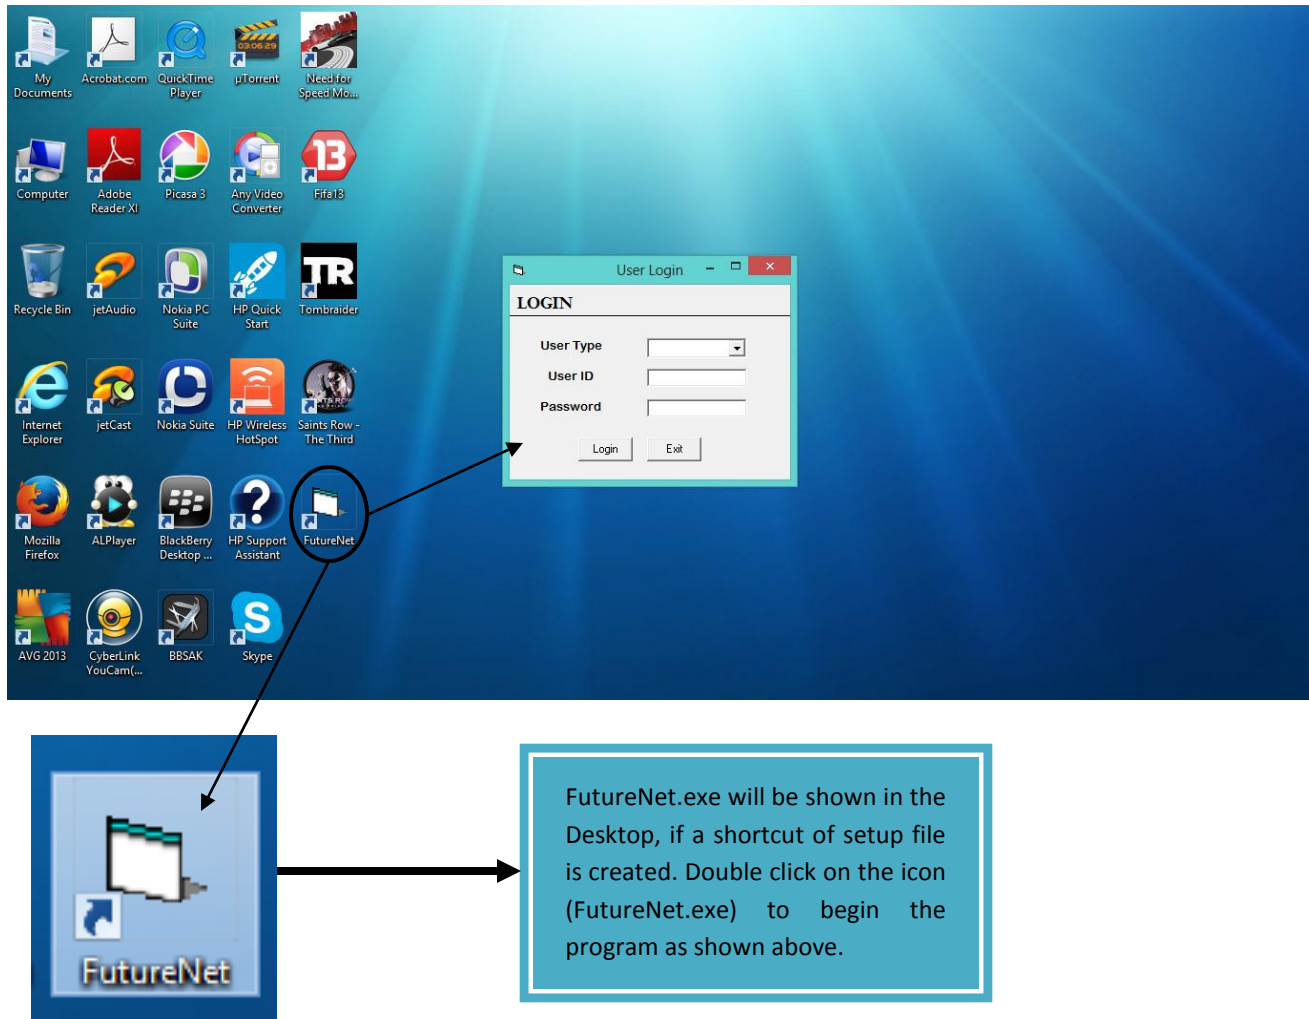 My
Documents
Acrobat.com
QuickTime
Player
03:06:29
µTorrent
Need for
Speed Mo...
Computer
Adobe
Reader XI
Picasa 3
Any Video
Converter
13
Fifa13
Recycle Bin
jetAudio
Nokia PC
Suite
HP Quick
Start
TR
Tombraider
Internet
Explorer
jetCast
Nokia Suite
HP Wireless
HotSpot
Saints Row -
The Third
Mozilla
Firefox
ALPlayer
BlackBerry
Desktop ...
?
HP Support
Assistant
FutureNet
AVG 2013
CyberLink
YouCam(...
BBSAK
S
Skype
User Login
LOGIN
User Type
User ID
Password
Login Exit
FutureNet
FutureNet.exe will be shown in the
Desktop, if a shortcut of setup file
is created. Double click on the icon
(FutureNet.exe) to begin the
program as shown above.